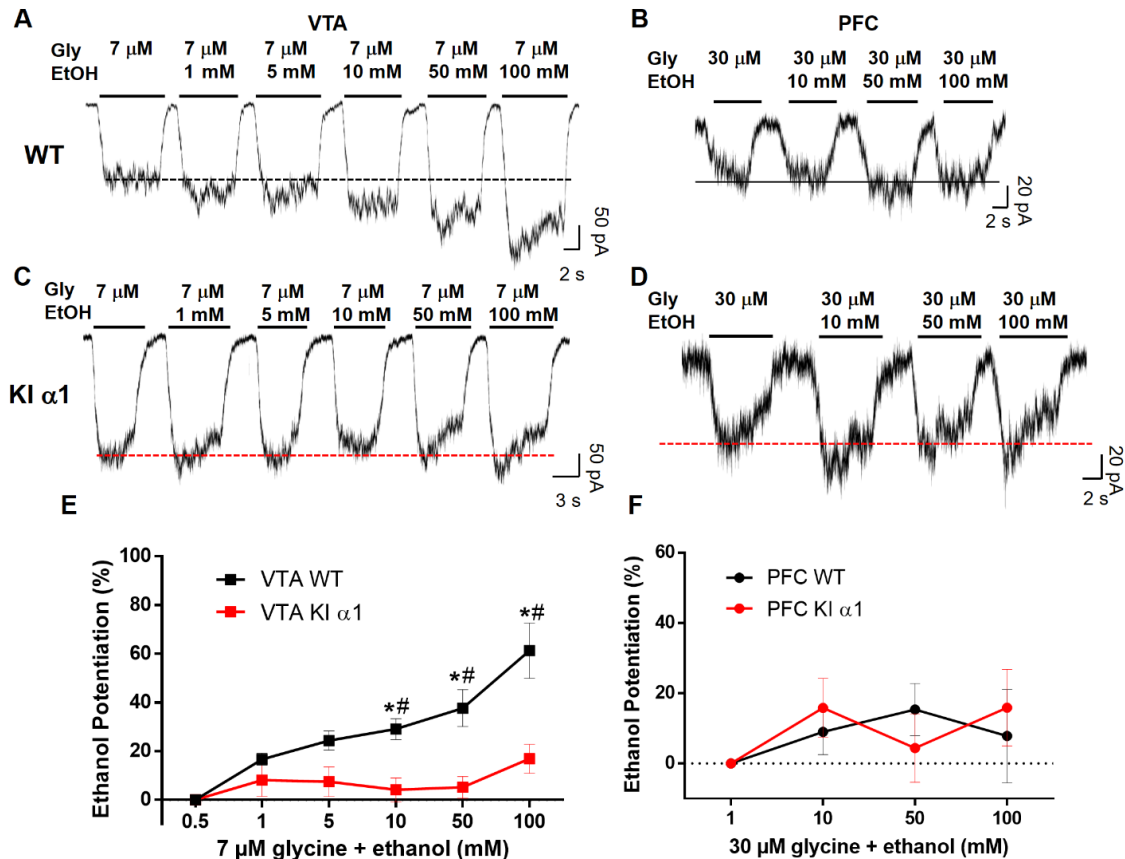 A
VTA
Gly 7 μM 7 μM 7 μM 7 μM 7 μM 7 μM
EtOH 1 mM 5 mM 10 mM 50 mM 100 mM
WT
50 pA
2 s
B
PFC
Gly 30 μM 30 μM 30 μM 30 μM
EtOH 10 mM 50 mM 100 mM
20 pA
2 s
C
Gly 7 μM 7 μM 7 μM 7 μM 7 μM 7 μM
EtOH 1 mM 5 mM 10 mM 50 mM 100 mM
KI α1
50 pA
3 s
D
Gly 30 μM 30 μM 30 μM 30 μM
EtOH 10 mM 50 mM 100 mM
20 pA
2 s
E
Ethanol Potentiation (%)
100
80
60
40
20
0
VTA WT
VTA KI α1
*#
*#
*#
0.5 1 5 10 50 100
7 μM glycine + ethanol (mM)
F
Ethanol Potentiation (%)
60
40
20
0
PFC WT
PFC KI α1
1 10 50 100
30 μM glycine + ethanol (mM)